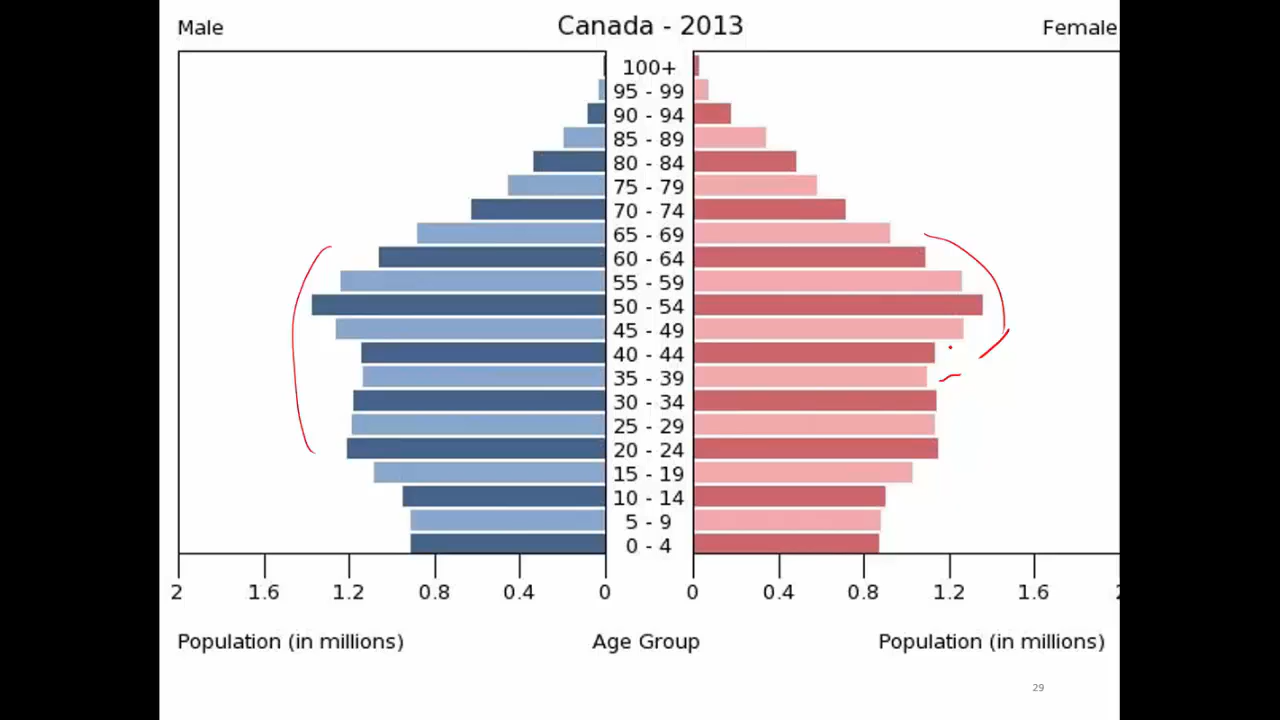 Male Canada - 2013 Female
100+
95 - 99
90 - 94
85 - 89
80 - 84
75 - 79
70 - 74
65 - 69
60 - 64
55 - 59
50 - 54
45 - 49
40 - 44
35 - 39
30 - 34
25 - 29
20 - 24
15 - 19
10 - 14
5 - 9
0 - 4
2 1.6 1.2 0.8 0.4 0 0 0.4 0.8 1.2 1.6
Population (in millions) Age Group Population (in millions)
29